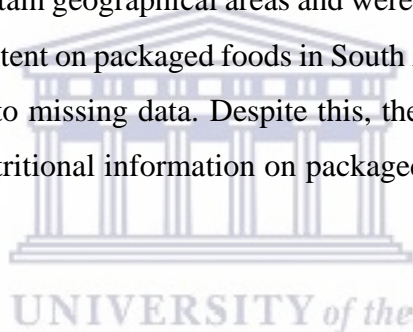 tain geographical areas and were
tent on packaged foods in South
to missing data. Despite this, the
tritional information on packaged
UNIVERSITY of the